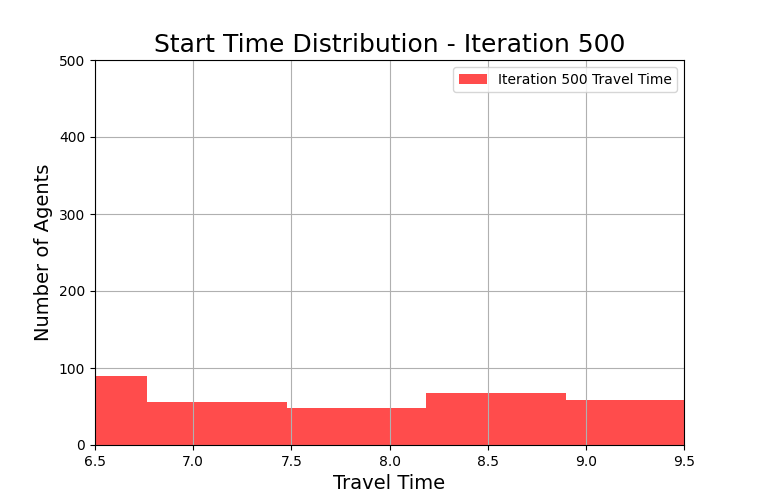 Start Time Distribution - Iteration 500
Iteration 500 Travel Time
Number of Agents
500
400
300
200
100
0
6.5 7.0 7.5 8.0 8.5 9.0 9.5
Travel Time